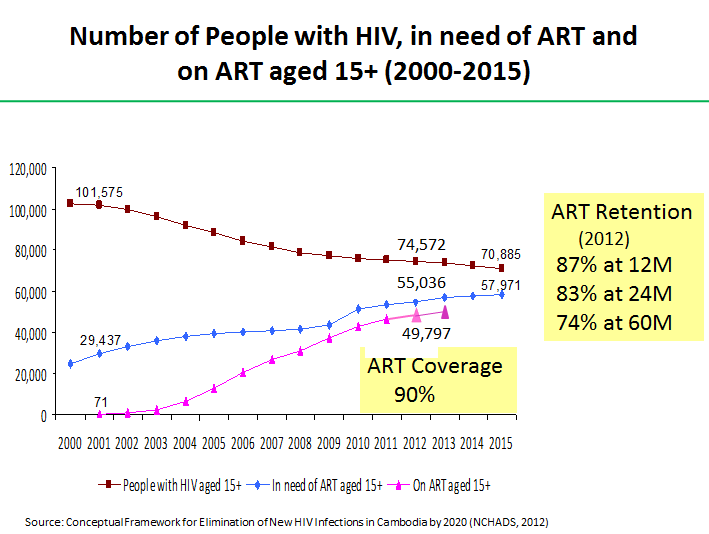 Number of People with HIV, in need of ART and
on ART aged 15+ (2000-2015)
120,000
100,000
80,000
60,000
40,000
20,000
0
101,575
74,572
70,885
55,036
57,971
29,437
49,797
71
ART Coverage
90%
ART Retention
(2012)
87% at 12M
83% at 24M
74% at 60M
2000 2001 2002 2003 2004 2005 2006 2007 2008 2009 2010 2011 2012 2013 2014 2015
People with HIV aged 15+ In need of ART aged 15+ On ART aged 15+
Source: Conceptual Framework for Elimination of New HIV Infections in Cambodia by 2020 (NCHADS, 2012)